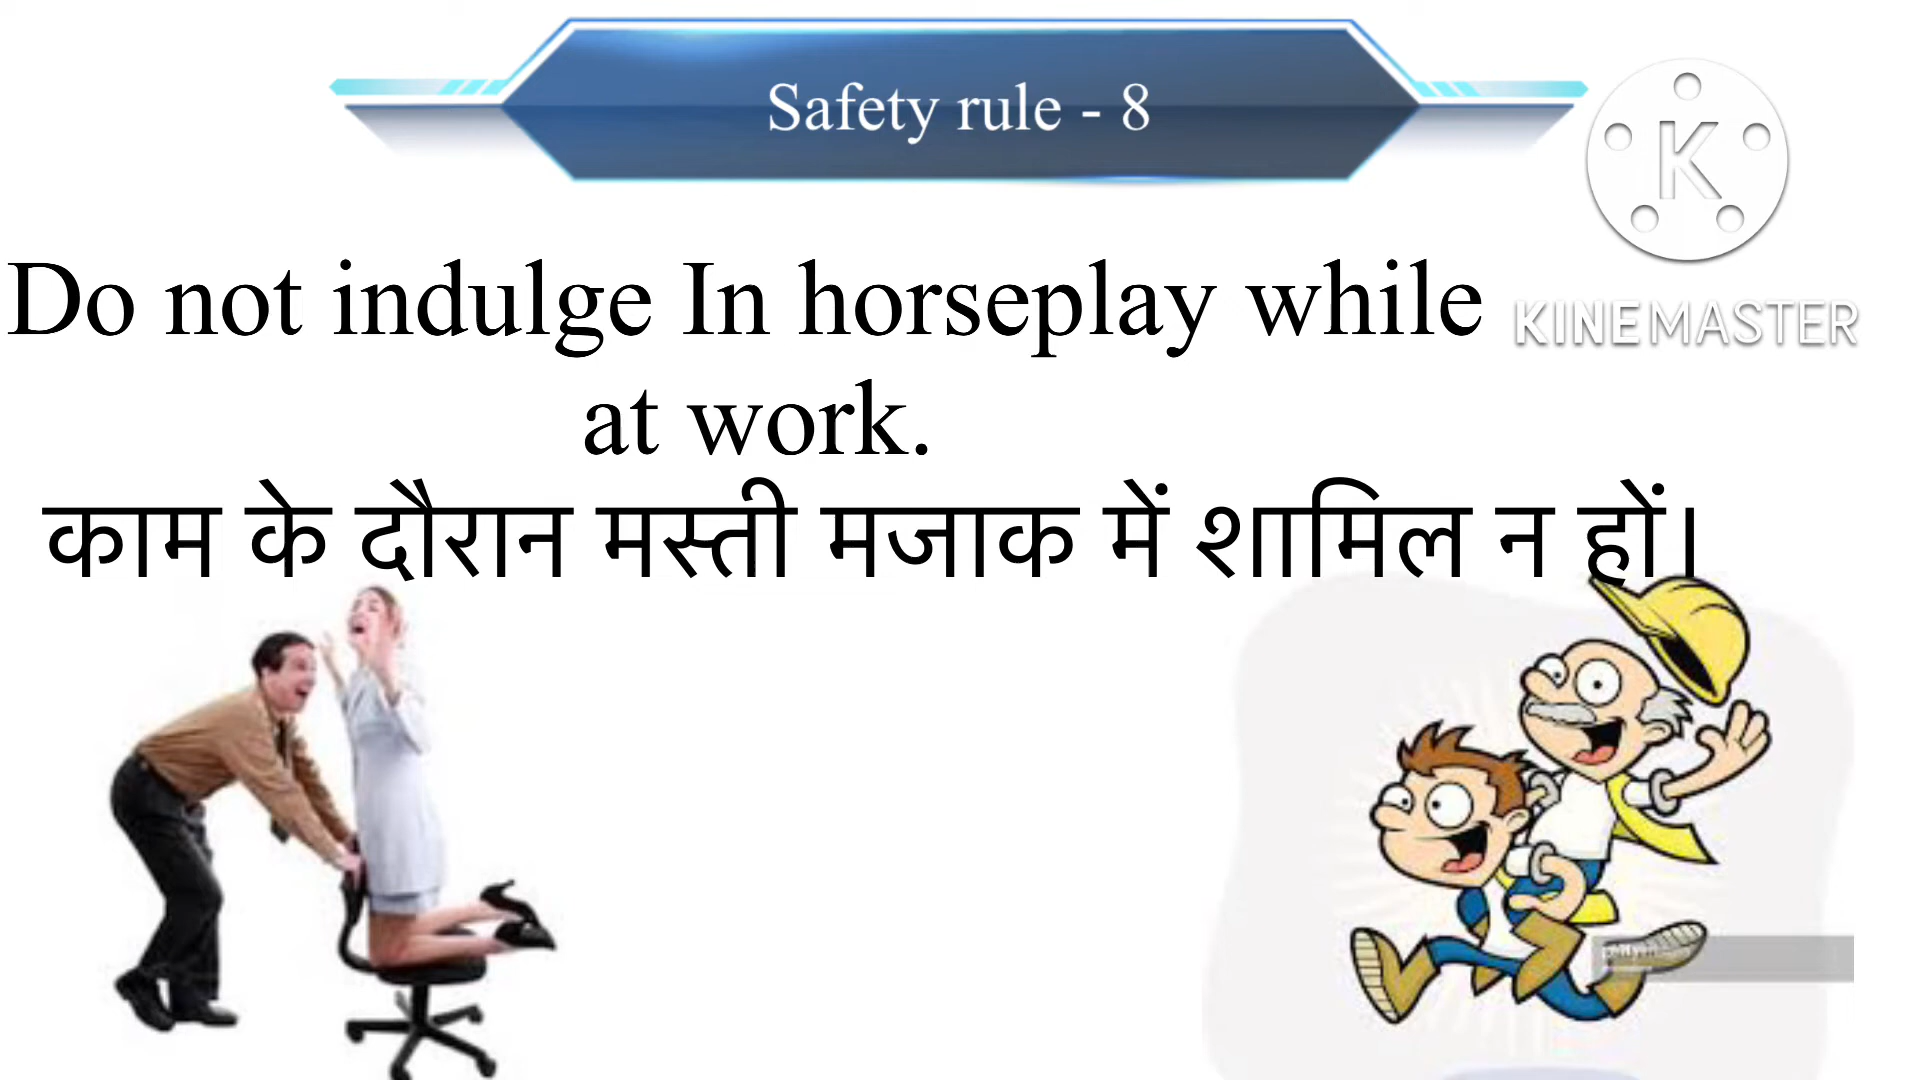 Safety rule - 8
K
KINEMASTER
Do not indulge In horseplay while
at work.
काम के दौरान मस्ती मजाक में शामिल न हों।